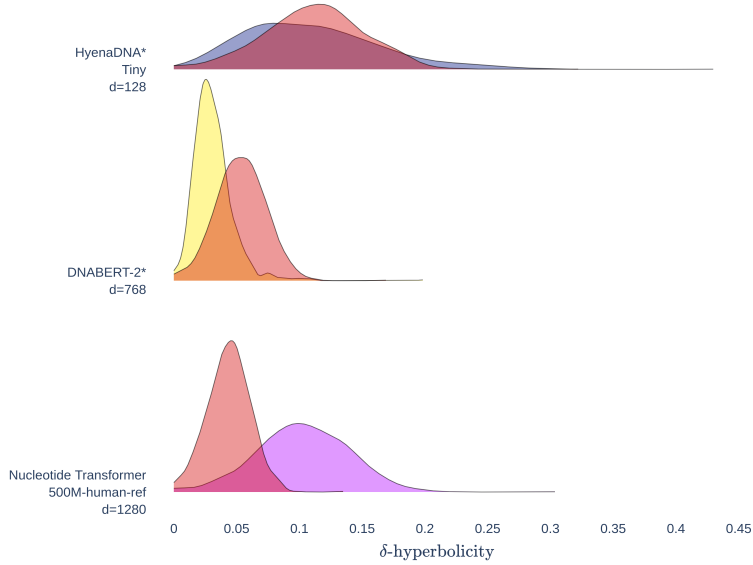 HyenaDNA*
Tiny
d=128
DNABERT-2*
d=768
Nucleotide Transformer
500M-human-ref
d=1280
0 0.05 0.1 0.15 0.2 0.25 0.3 0.35 0.4 0.45
δ-hyperbolicity